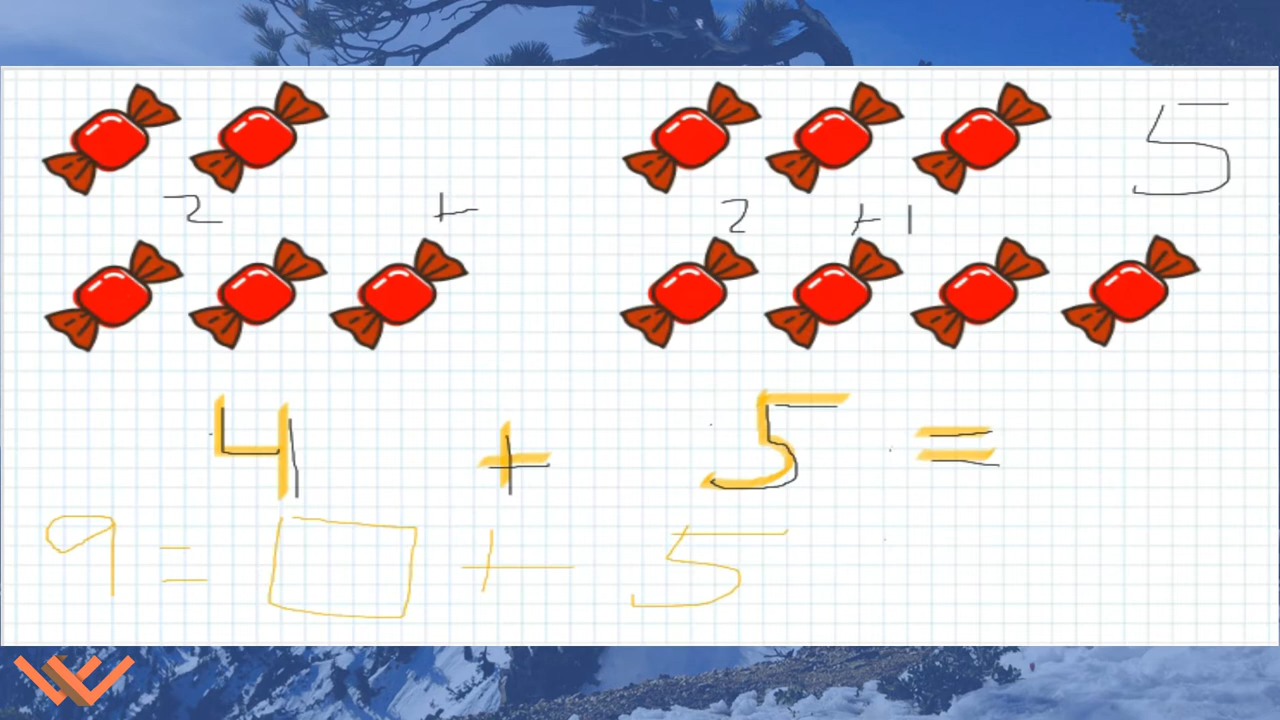 5
2 + 2 + 1
4 + 5 =
9 = □ + 5